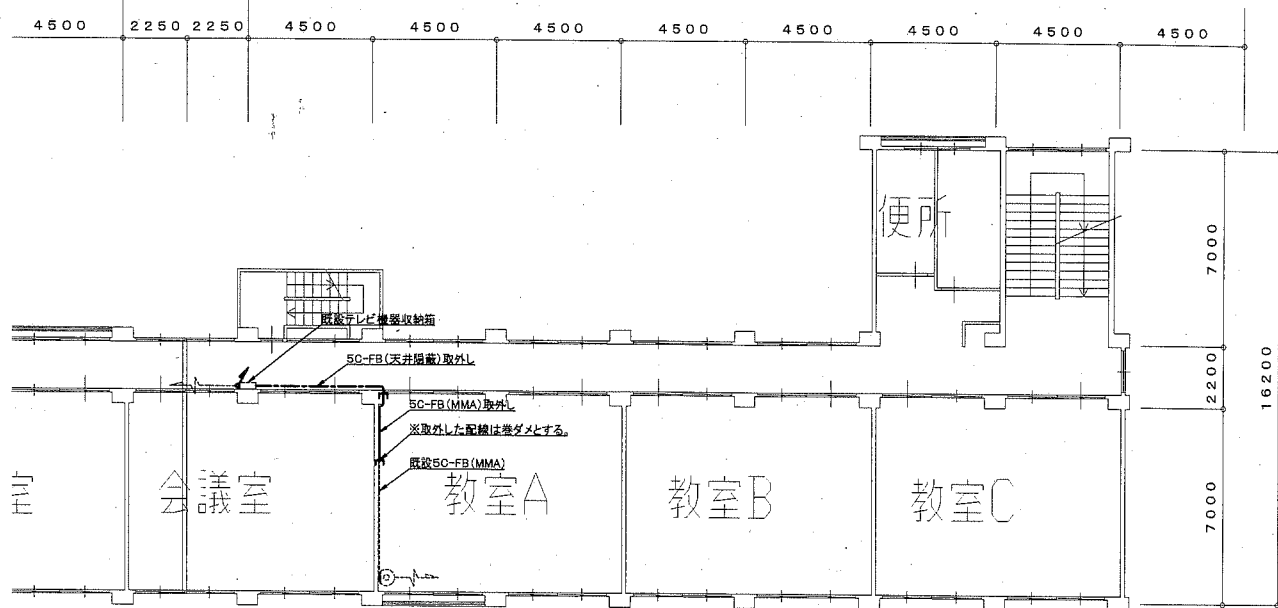 4500
2250
2250
4500
4500
4500
4500
4500
4500
4500
便所
7000
既設テレビ機器収納箱
5C-FB(天井隠蔽)取外し
2200
16200
5C-FB(MMA)取外し
※取外した配線は巻ダメとする。
既設5C-FB(MMA)
室
会議室
教室A
教室B
教室C
7000